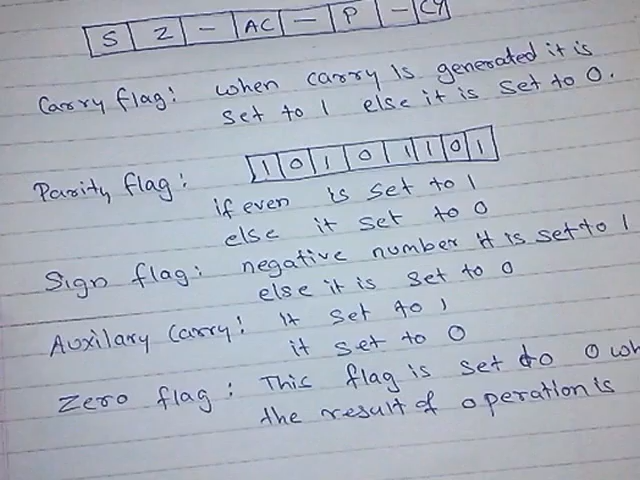 S Z - AC - P - CY
Carry flag: when carry is generated it is
set to 1 else it is set to 0.
Parity flag: 1 0 1 0 1 1 0 1
if even is set to 1
else it set to 0
Sign flag: negative number it is set to 1
else it is set to 0
Auxilary Carry: it set to 1
it set to 0
Zero flag: This flag is set to 0 wh
the result of operation is